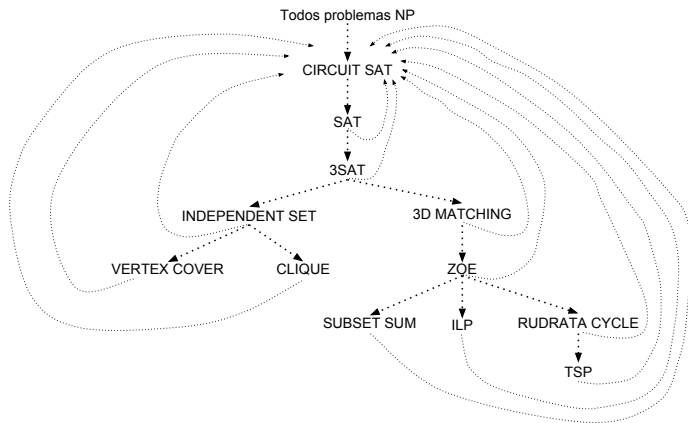 Todos problemas NP
CIRCUIT SAT
SAT
3SAT
INDEPENDENT SET
3D MATCHING
VERTEX COVER
CLIQUE
ZOE
SUBSET SUM
ILP
RUDRATA CYCLE
TSP